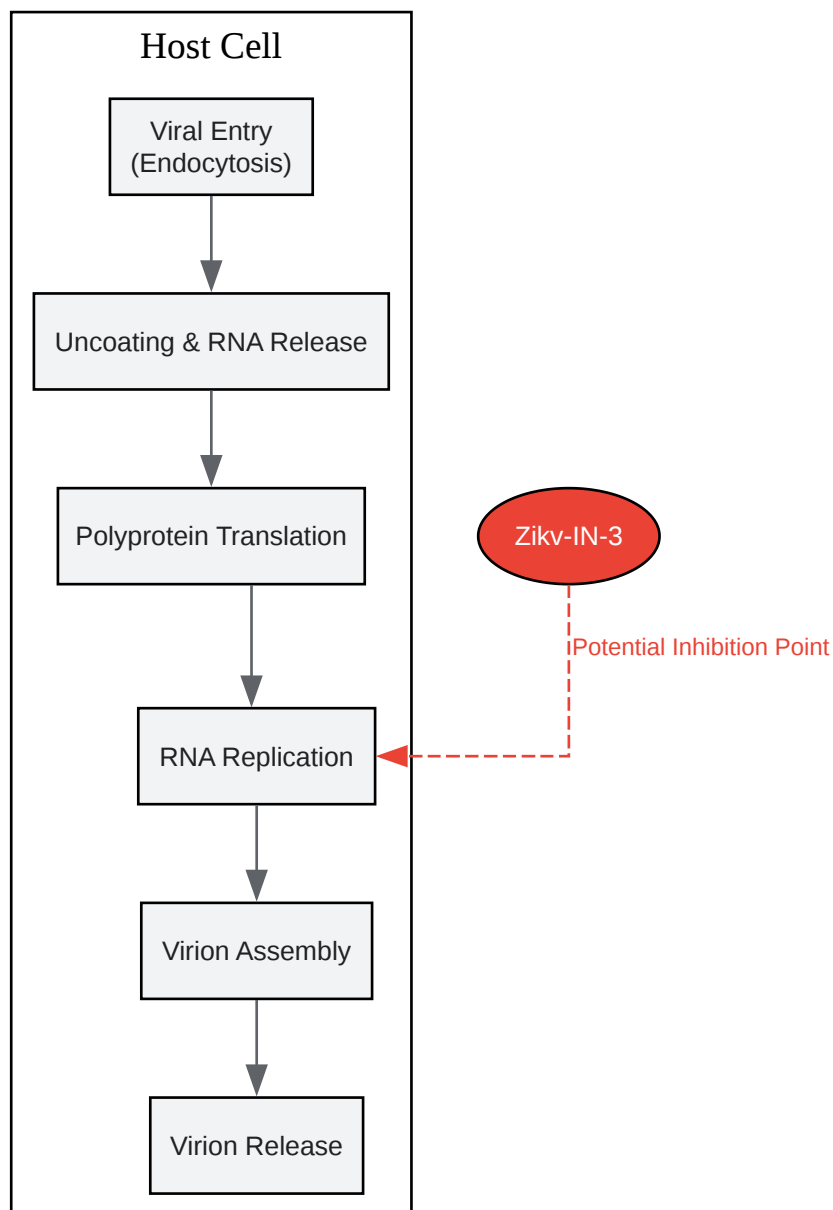 Host Cell
Viral Entry
(Endocytosis)
Uncoating & RNA Release
Polyprotein Translation
Zikv-IN-3
Potential Inhibition Point
RNA Replication
Virion Assembly
Virion Release